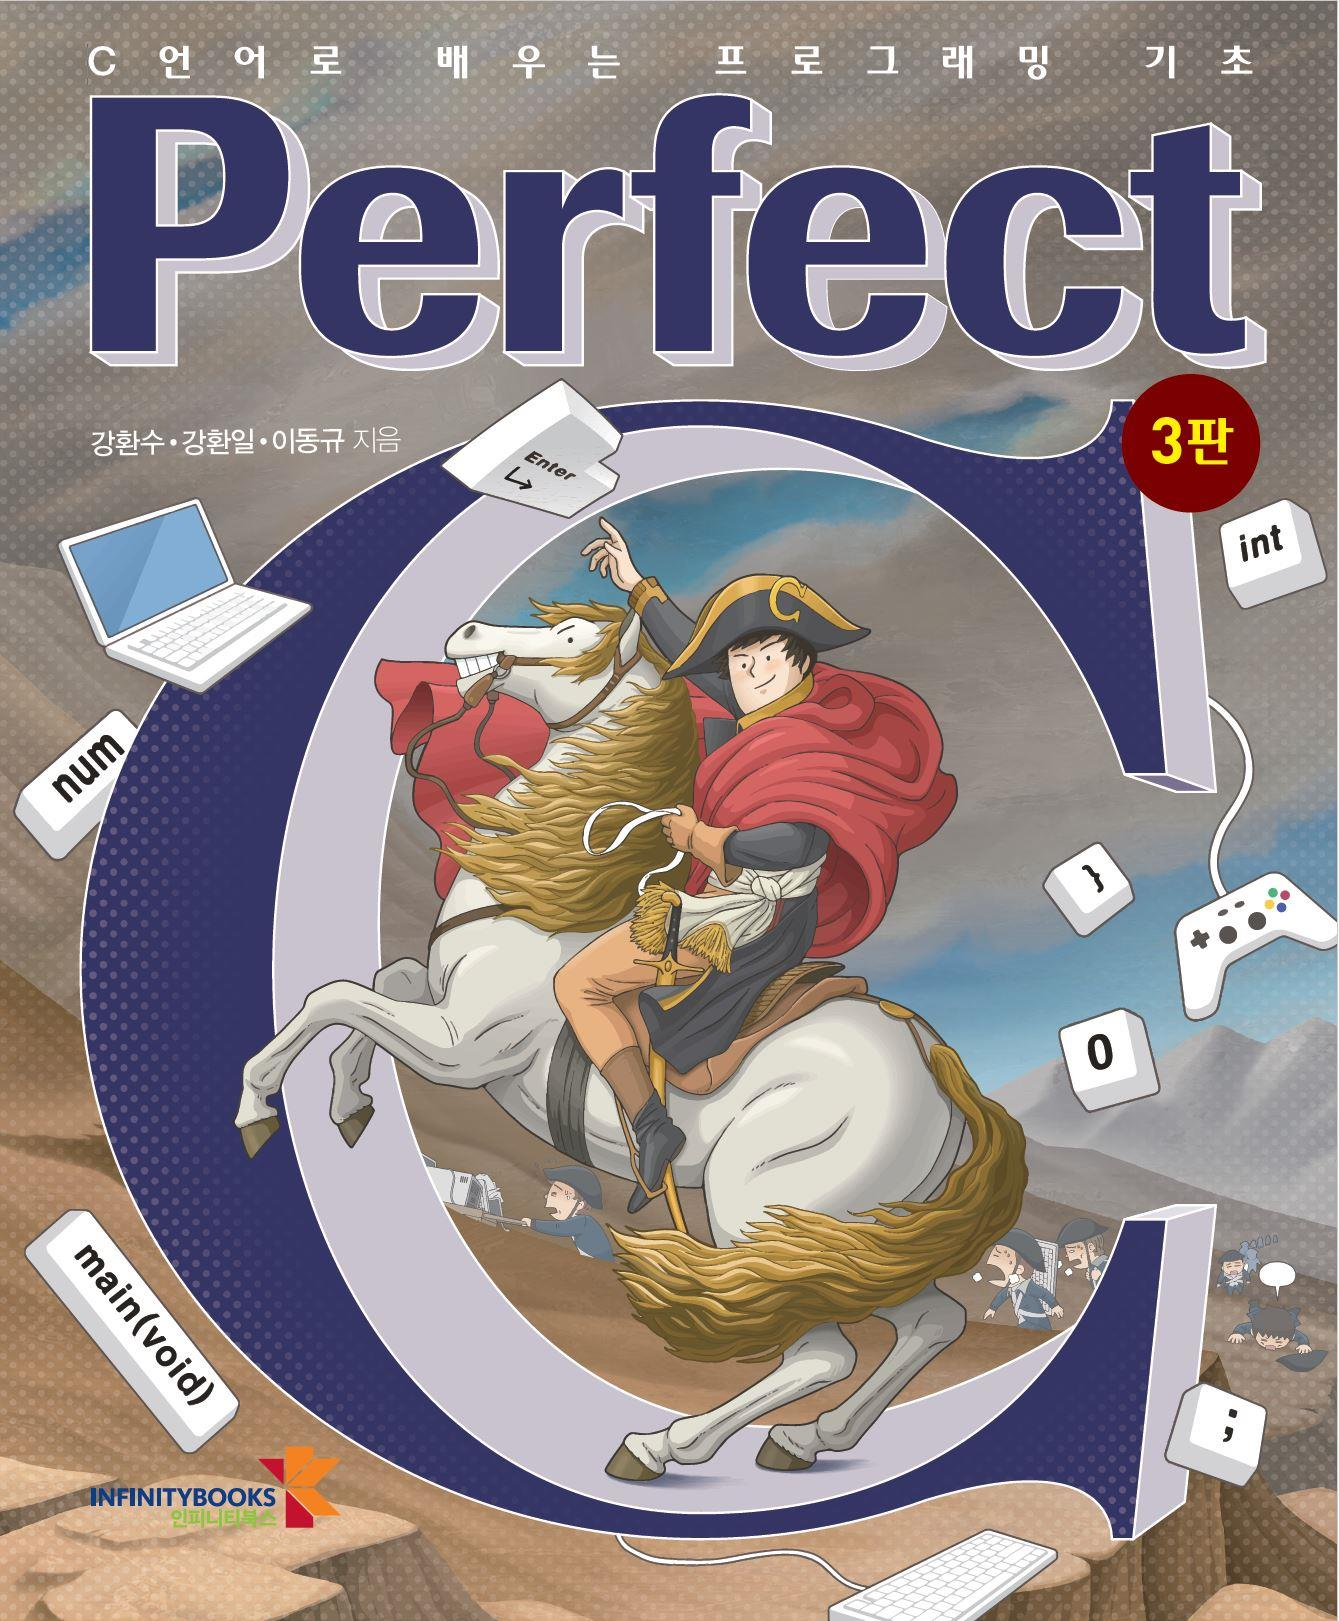 C 언어로 배우는 프로그래밍 기초
Perfect
C
3판
강환수 • 강환일 • 이동규 지음
Enter
int
num
C
}
0
main(void)
;
INFINITYBOOKS
인피니티북스